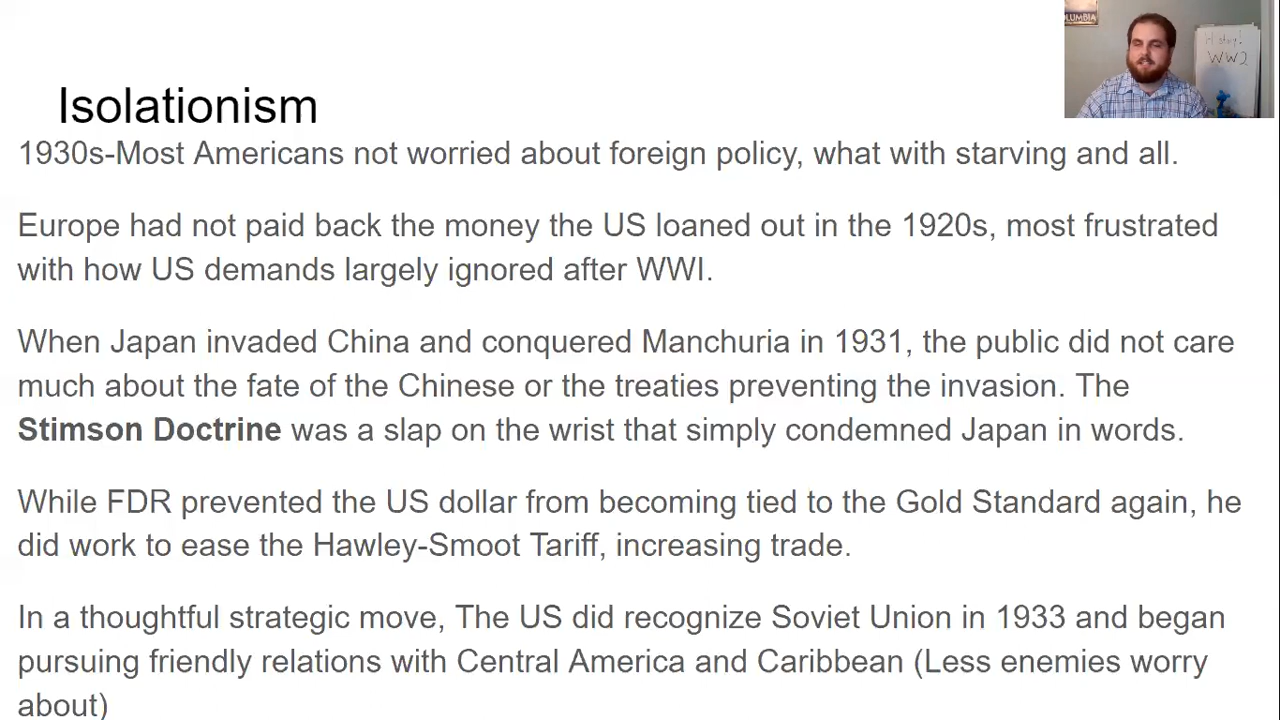 LUMBIA
History!
WW2
Isolationism
1930s-Most Americans not worried about foreign policy, what with starving and all.
Europe had not paid back the money the US loaned out in the 1920s, most frustrated
with how US demands largely ignored after WWI.
When Japan invaded China and conquered Manchuria in 1931, the public did not care
much about the fate of the Chinese or the treaties preventing the invasion. The
Stimson Doctrine was a slap on the wrist that simply condemned Japan in words.
While FDR prevented the US dollar from becoming tied to the Gold Standard again, he
did work to ease the Hawley-Smoot Tariff, increasing trade.
In a thoughtful strategic move, The US did recognize Soviet Union in 1933 and began
pursuing friendly relations with Central America and Caribbean (Less enemies worry
about)